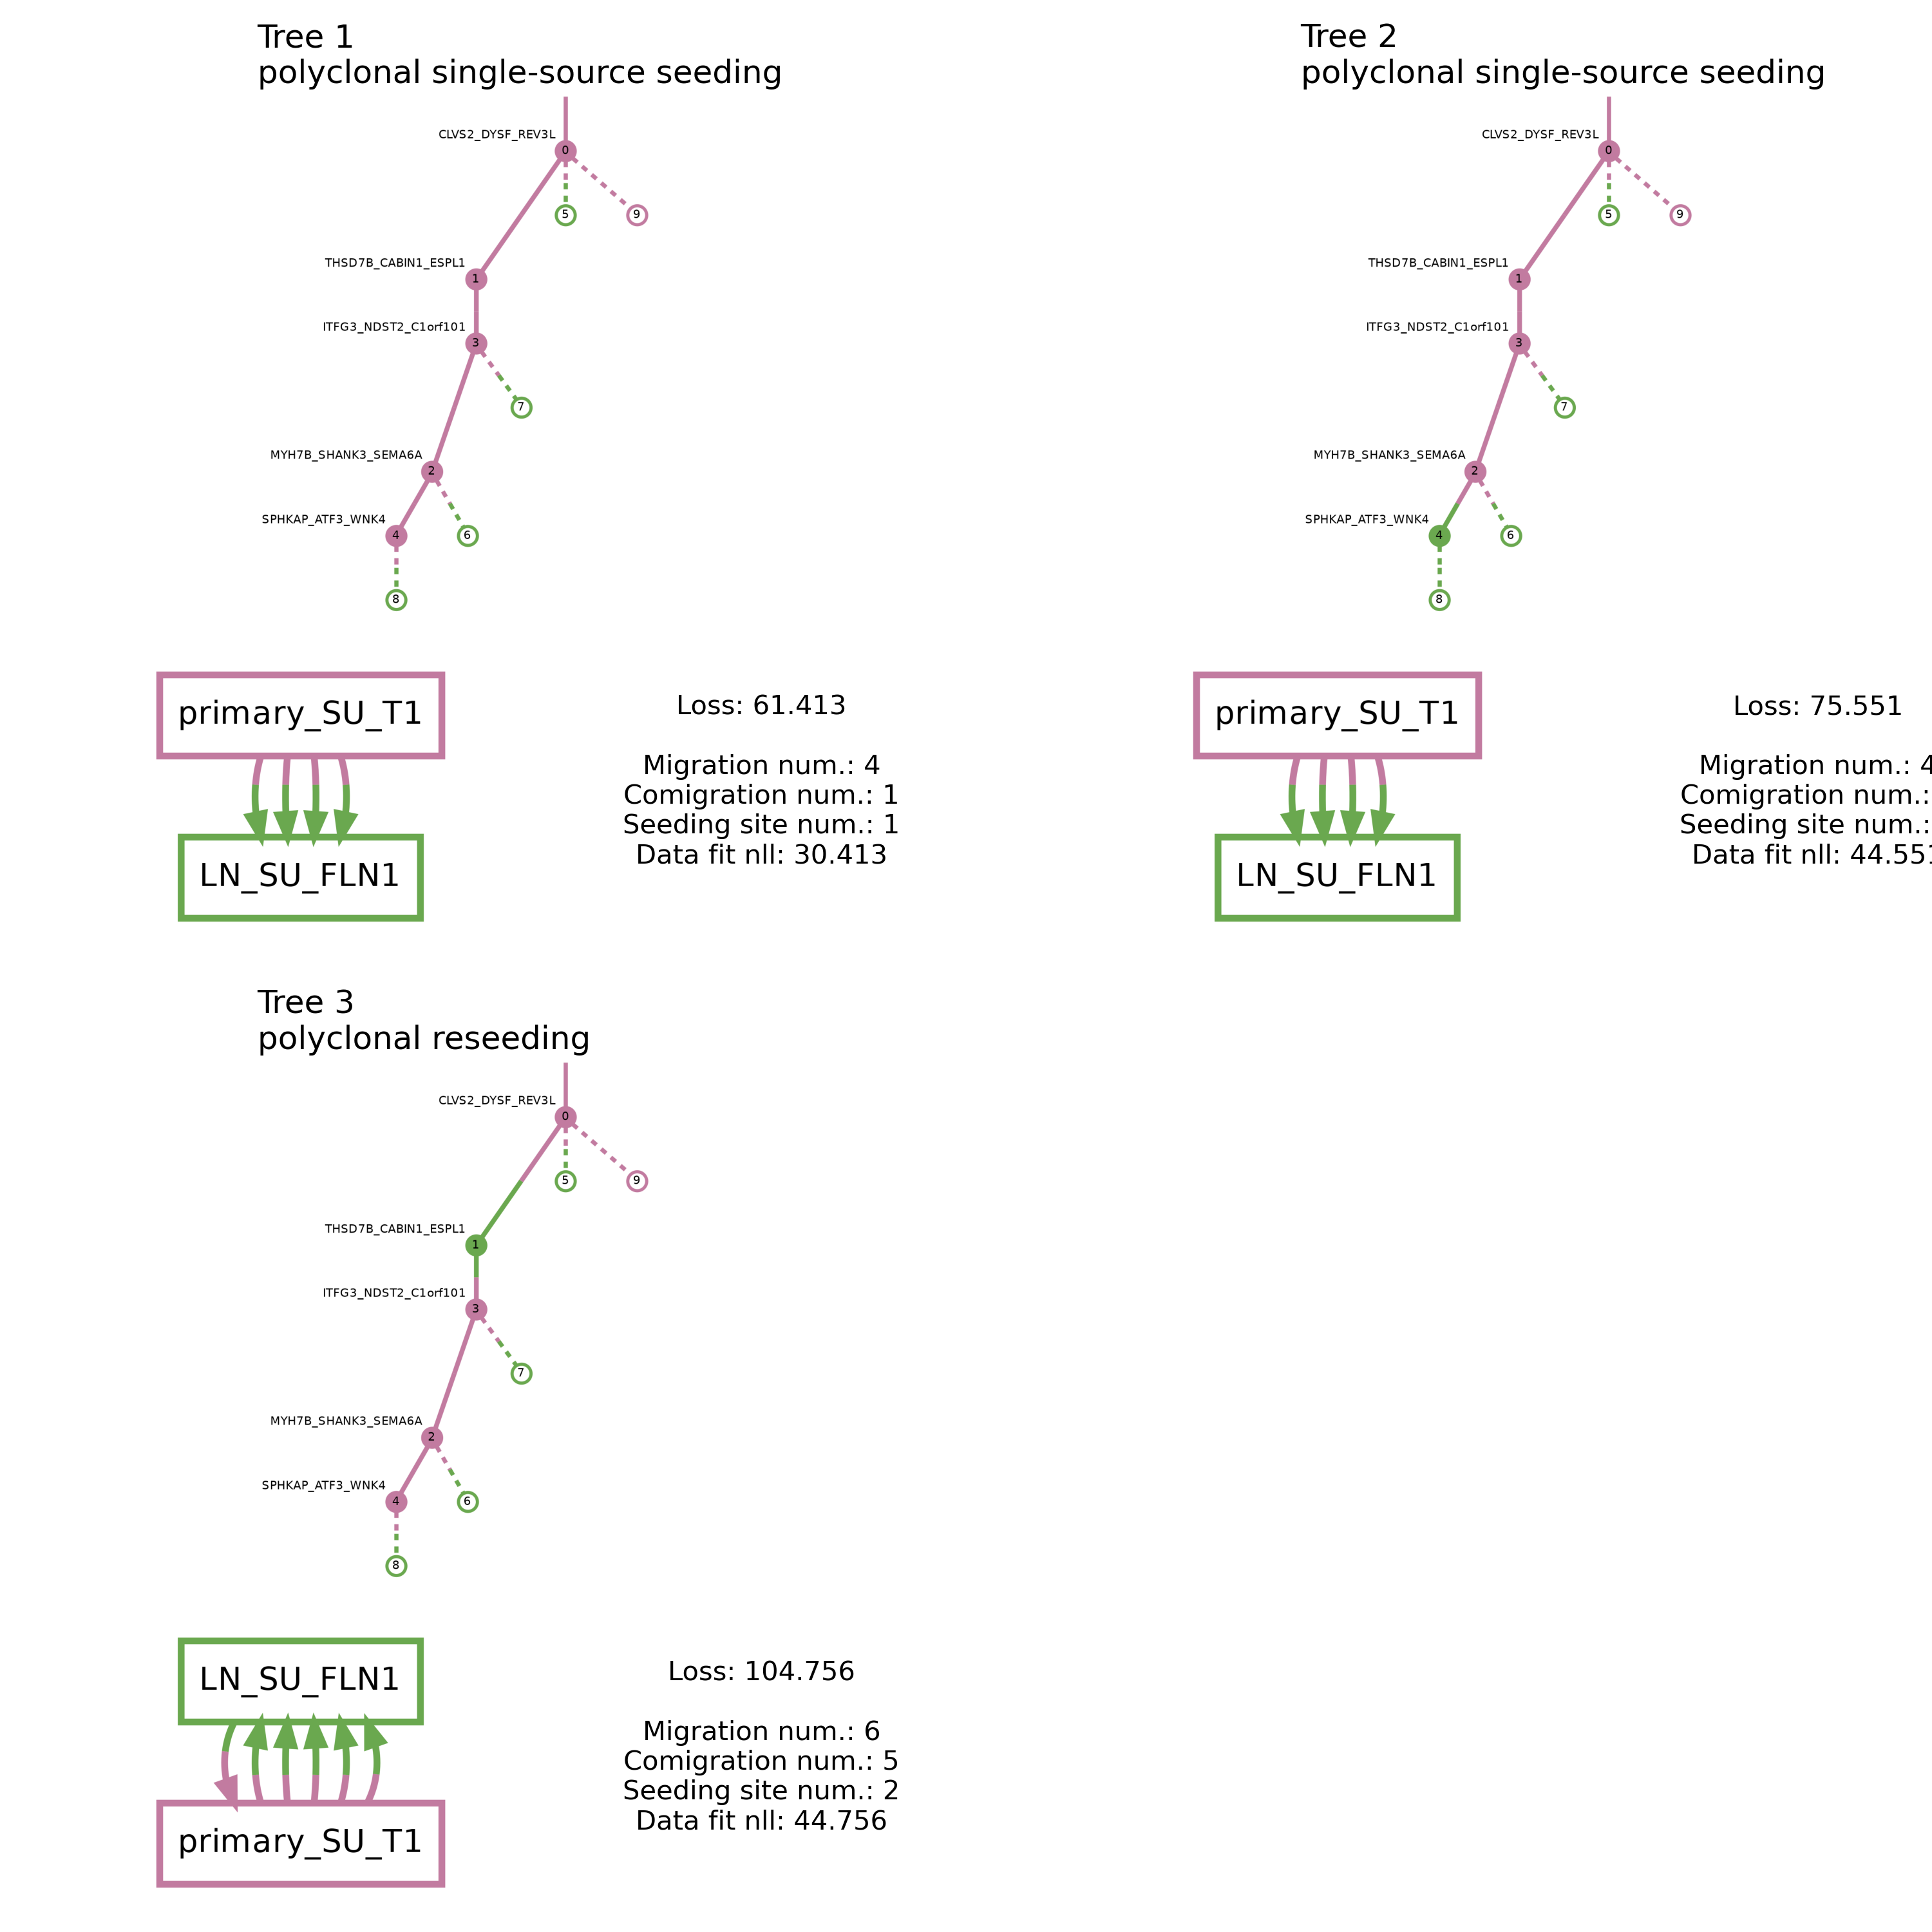 Tree 1
polyclonal single-source seeding
CLVS2_DYSF_REV3L
0
5
9
THSD7B_CABIN1_ESPL1
1
ITFG3_NDST2_C1orf101
3
7
MYH7B_SHANK3_SEMA6A
2
SPHKAP_ATF3_WNK4
4
6
8
primary_SU_T1
LN_SU_FLN1
Loss: 61.413
Migration num.: 4
Comigration num.: 1
Seeding site num.: 1
Data fit nll: 30.413
Tree 2
polyclonal single-source seeding
CLVS2_DYSF_REV3L
0
5
9
THSD7B_CABIN1_ESPL1
1
ITFG3_NDST2_C1orf101
3
7
MYH7B_SHANK3_SEMA6A
2
SPHKAP_ATF3_WNK4
4
6
8
primary_SU_T1
LN_SU_FLN1
Loss: 75.551
Migration num.: 4
Comigration num.:
Seeding site num.:
Data fit nll: 44.551
Tree 3
polyclonal reseeding
CLVS2_DYSF_REV3L
0
5
9
THSD7B_CABIN1_ESPL1
1
ITFG3_NDST2_C1orf101
3
7
MYH7B_SHANK3_SEMA6A
2
SPHKAP_ATF3_WNK4
4
6
8
LN_SU_FLN1
primary_SU_T1
Loss: 104.756
Migration num.: 6
Comigration num.: 5
Seeding site num.: 2
Data fit nll: 44.756